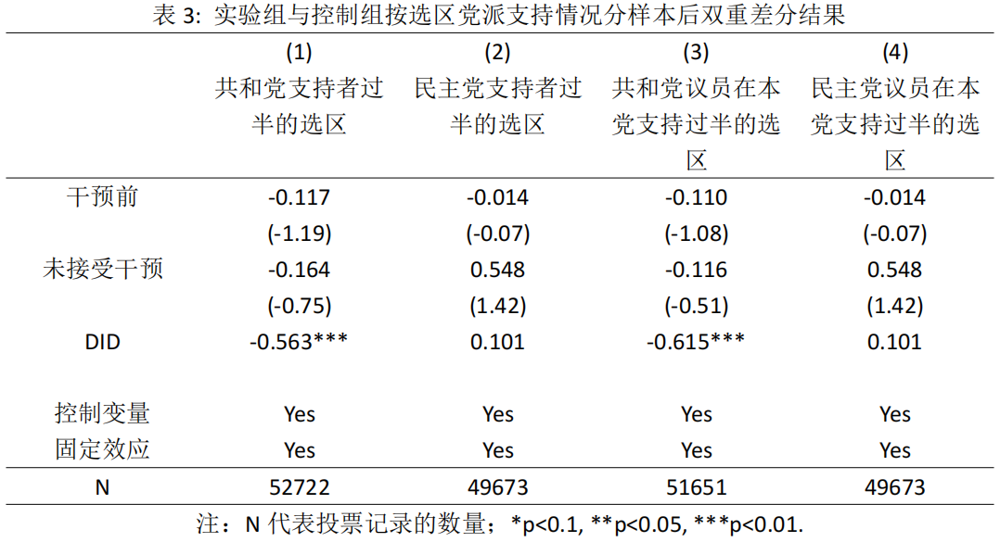 表 3: 实验组与控制组按选区党派支持情况分样本后双重差分结果
(1) (2) (3) (4)
共和党支持者过 民主党支持者过 共和党议员在本 民主党议员在本
半的选区 半的选区 党支持过半的选 党支持过半的选
区 区
干预前 -0.117 -0.014 -0.110 -0.014
(-1.19) (-0.07) (-1.08) (-0.07)
未接受干预 -0.164 0.548 -0.116 0.548
(-0.75) (1.42) (-0.51) (1.42)
DID -0.563*** 0.101 -0.615*** 0.101
控制变量 Yes Yes Yes Yes
固定效应 Yes Yes Yes Yes
N 52722 49673 51651 49673
注：N 代表投票记录的数量；*p<0.1, **p<0.05, ***p<0.01.